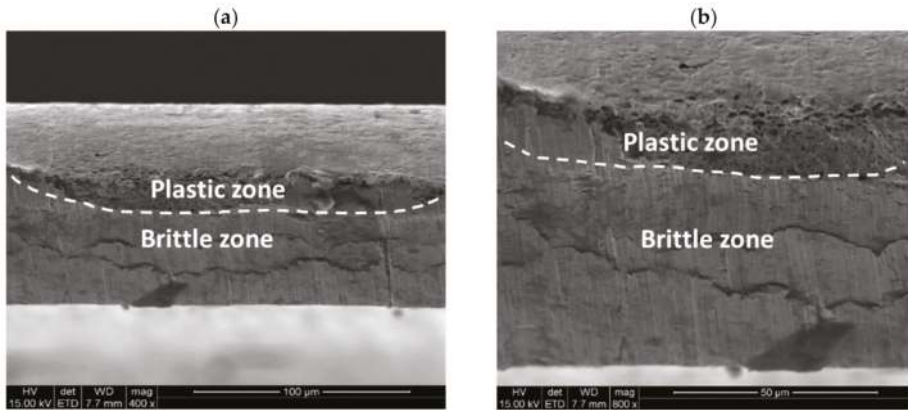 (a)
Plastic zone
Brittle zone
HV det WD mag
15.00 kV ETD 7.7 mm 400 x
100 µm
(b)
Plastic zone
Brittle zone
HV det WD mag
15.00 kV ETD 7.7 mm 800 x
50 µm